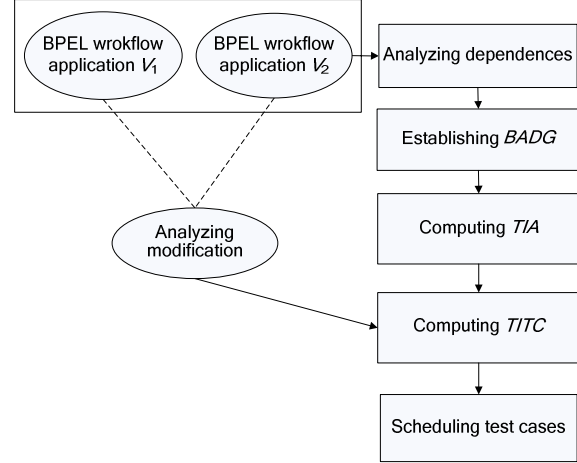 BPEL wrokflow
application V1
BPEL wrokflow
application V2
Analyzing dependences
Establishing BADG
Computing TIA
Analyzing
modification
Computing TITC
Scheduling test cases